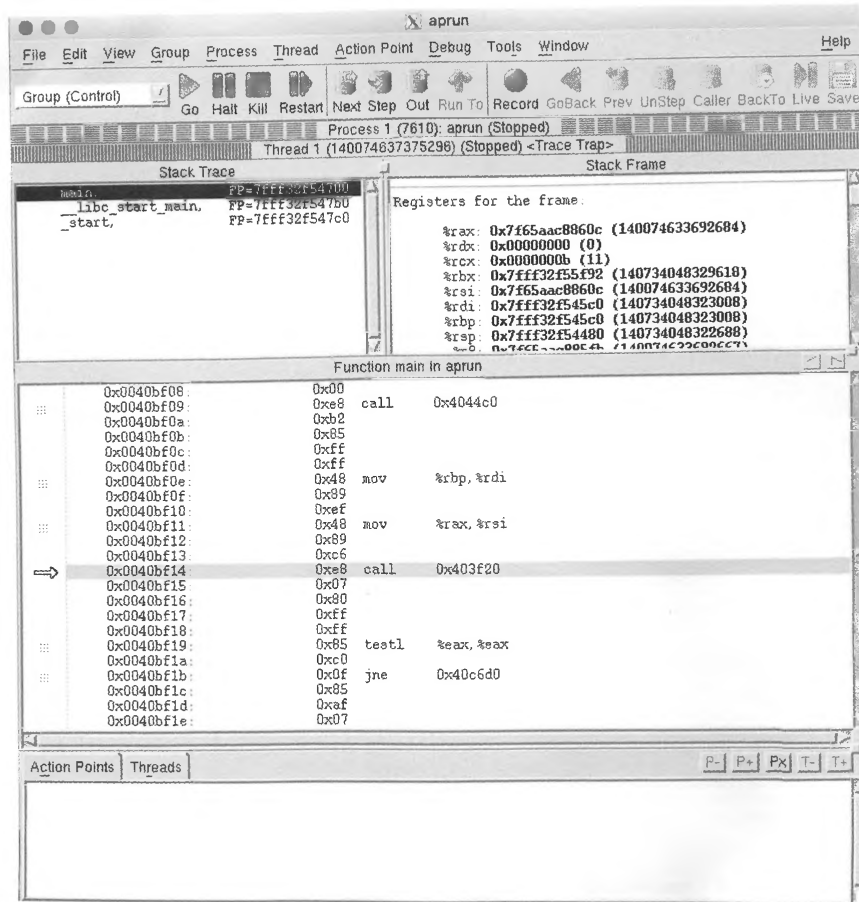 aprun
File Edit View Group Process Thread Action Point Debug Tools Window Help
Group (Control) Go Halt Kill Restart Next Step Out Run To Record GoBack Prev UnStep Caller BackTo Live Save
Process 1 (7610): aprun (Stopped)
Thread 1 (140074637375296) (Stopped) <Trace Trap>
Stack Trace
Stack Frame
main, FP=7fff32f54700
__libc_start_main, FP=7fff32f547b0
_start, FP=7fff32f547c0
Registers for the frame:
%rax: 0x7f65aac8860c (140074633692684)
%rdx: 0x00000000 (0)
%rcx: 0x0000000b (11)
%rbx: 0x7fff32f55f92 (140734048329618)
%rsi: 0x7f65aac8860c (140074633692684)
%rdi: 0x7fff32f545c0 (140734048323008)
%rbp: 0x7fff32f545c0 (140734048323008)
%rsp: 0x7fff32f54480 (140734048322688)
Function main in aprun
0x0040bf08: 0x00
0x0040bf09: 0xe8 call 0x4044c0
0x0040bf0a: 0xb2
0x0040bf0b: 0x85
0x0040bf0c: 0xff
0x0040bf0d: 0xff
0x0040bf0e: 0x48 mov %rbp,%rdi
0x0040bf0f: 0x89
0x0040bf10: 0xef
0x0040bf11: 0x48 mov %rax,%rsi
0x0040bf12: 0x89
0x0040bf13: 0xc6
0x0040bf14: 0xe8 call 0x403f20
0x0040bf15: 0x07
0x0040bf16: 0x80
0x0040bf17: 0xff
0x0040bf18: 0xff
0x0040bf19: 0x85 testl %eax,%eax
0x0040bf1a: 0xc0
0x0040bf1b: 0x0f jne 0x40c6d0
0x0040bf1c: 0x85
0x0040bf1d: 0xaf
0x0040bf1e: 0x07
Action Points Threads P- P+ Px T- T+